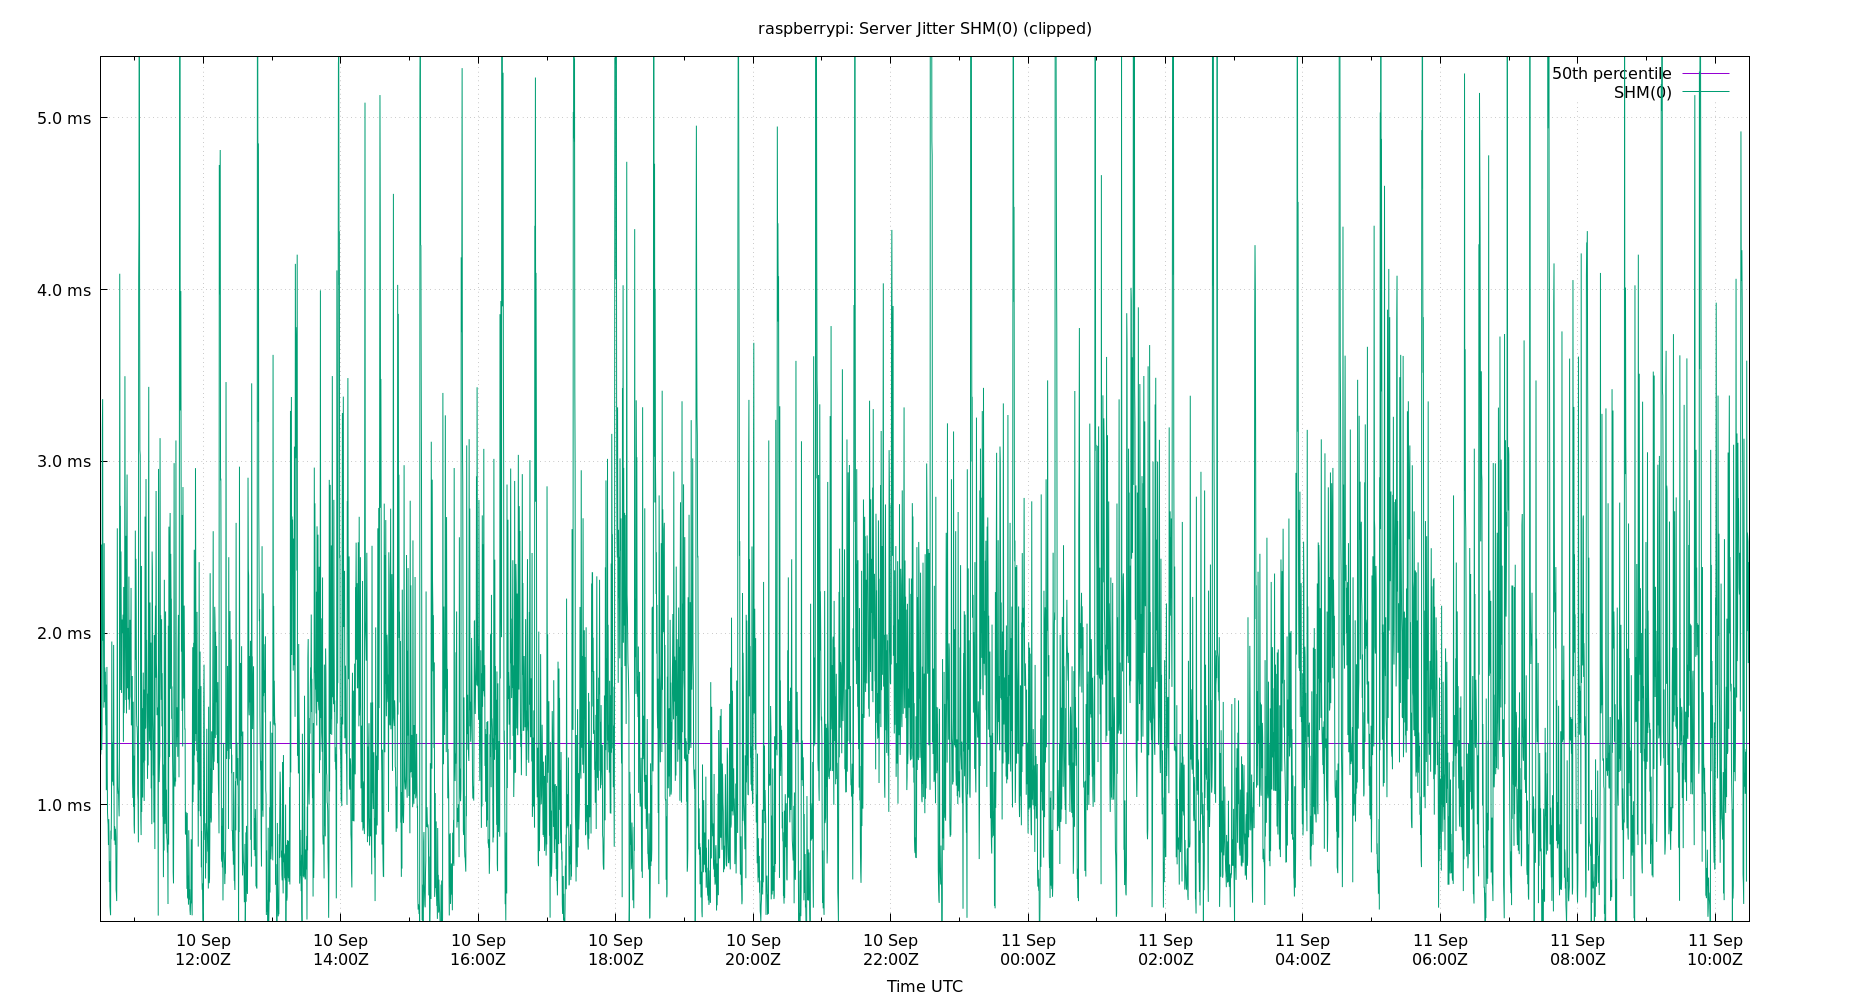 raspberrypi: Server Jitter SHM(0) (clipped)
50th percentile
SHM(0)
5.0 ms
4.0 ms
3.0 ms
2.0 ms
1.0 ms
10 Sep 10 Sep 10 Sep 10 Sep 10 Sep 10 Sep 11 Sep 11 Sep 11 Sep 11 Sep 11 Sep 11 Sep
12:00Z 14:00Z 16:00Z 18:00Z 20:00Z 22:00Z 00:00Z 02:00Z 04:00Z 06:00Z 08:00Z 10:00Z
Time UTC